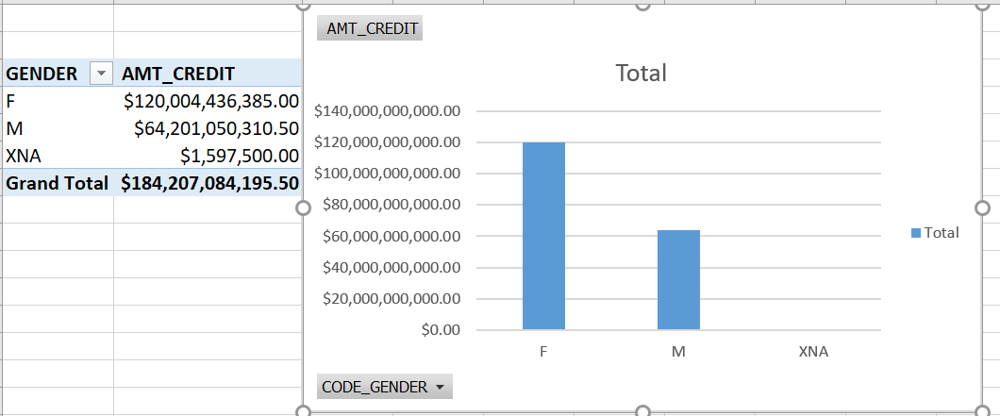 GENDER AMT_CREDIT
F $120,004,436,385.00
M $64,201,050,310.50
XNA $1,597,500.00
Grand Total $184,207,084,195.50
AMT_CREDIT
Total
$140,000,000,000.00
$120,000,000,000.00
$100,000,000,000.00
$80,000,000,000.00
$60,000,000,000.00
$40,000,000,000.00
$20,000,000,000.00
$0.00
F M XNA
Total
CODE_GENDER